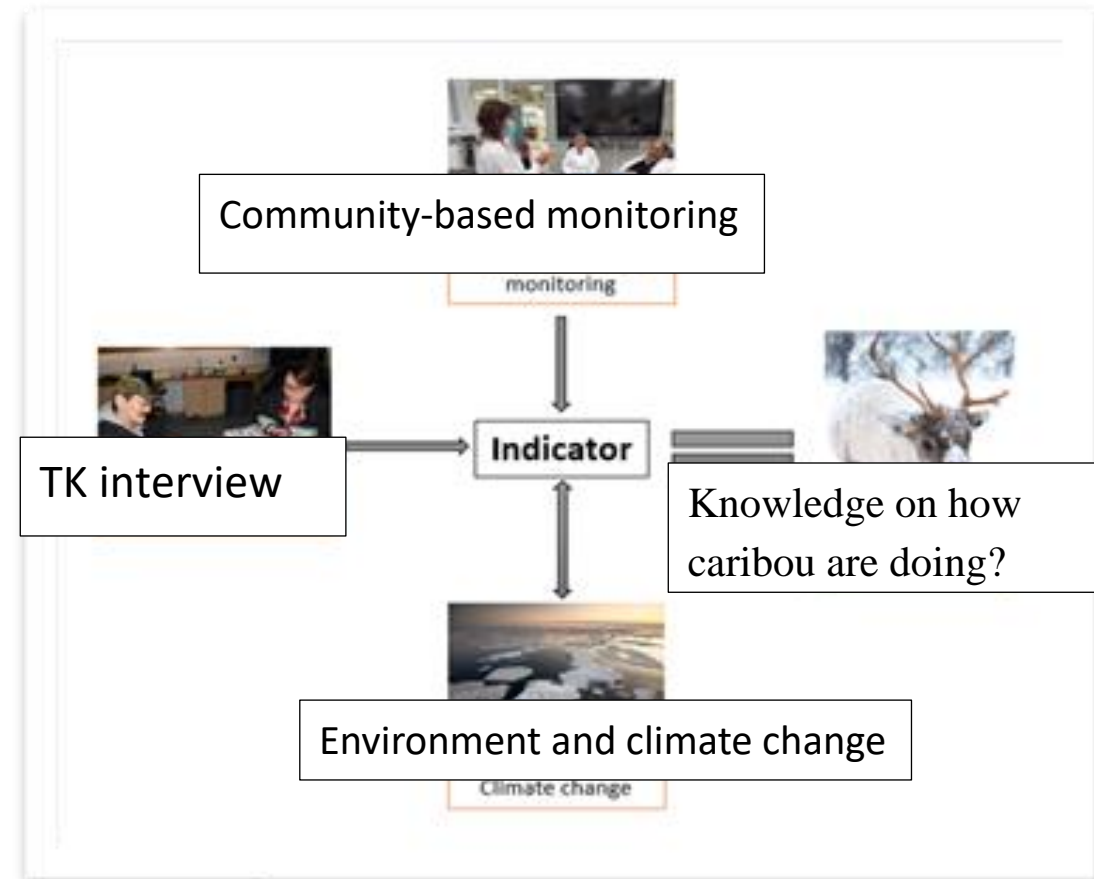 Community-based monitoring
monitoring
TK interview
Indicator
Knowledge on how
caribou are doing?
Environment and climate change
Climate change